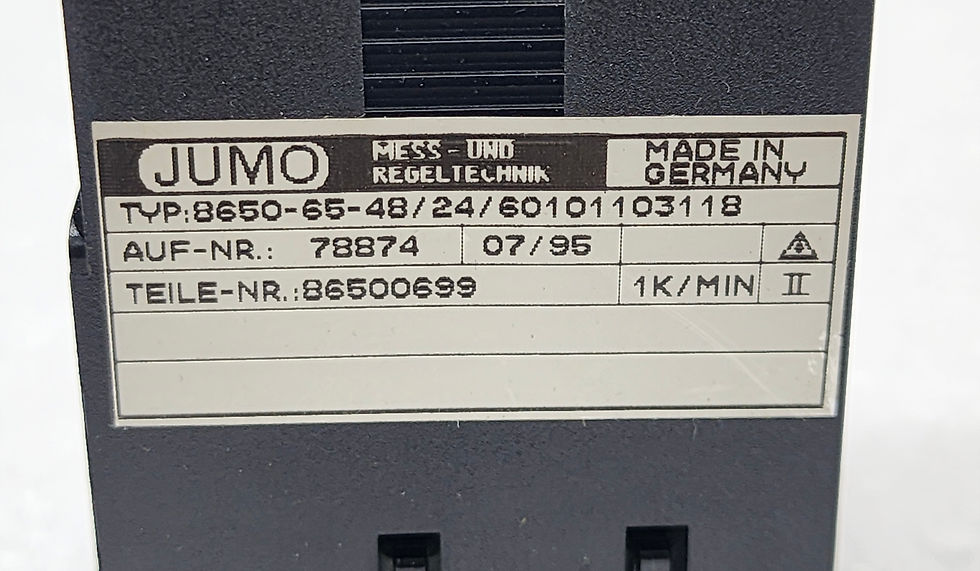 JUMO MESS-UND REGELTECHNIK MADE IN GERMANY
TYP:8650-65-48/24/60101103118
AUF-NR.: 78874 07/95
TEILE-NR.:86500699 1K/MIN II